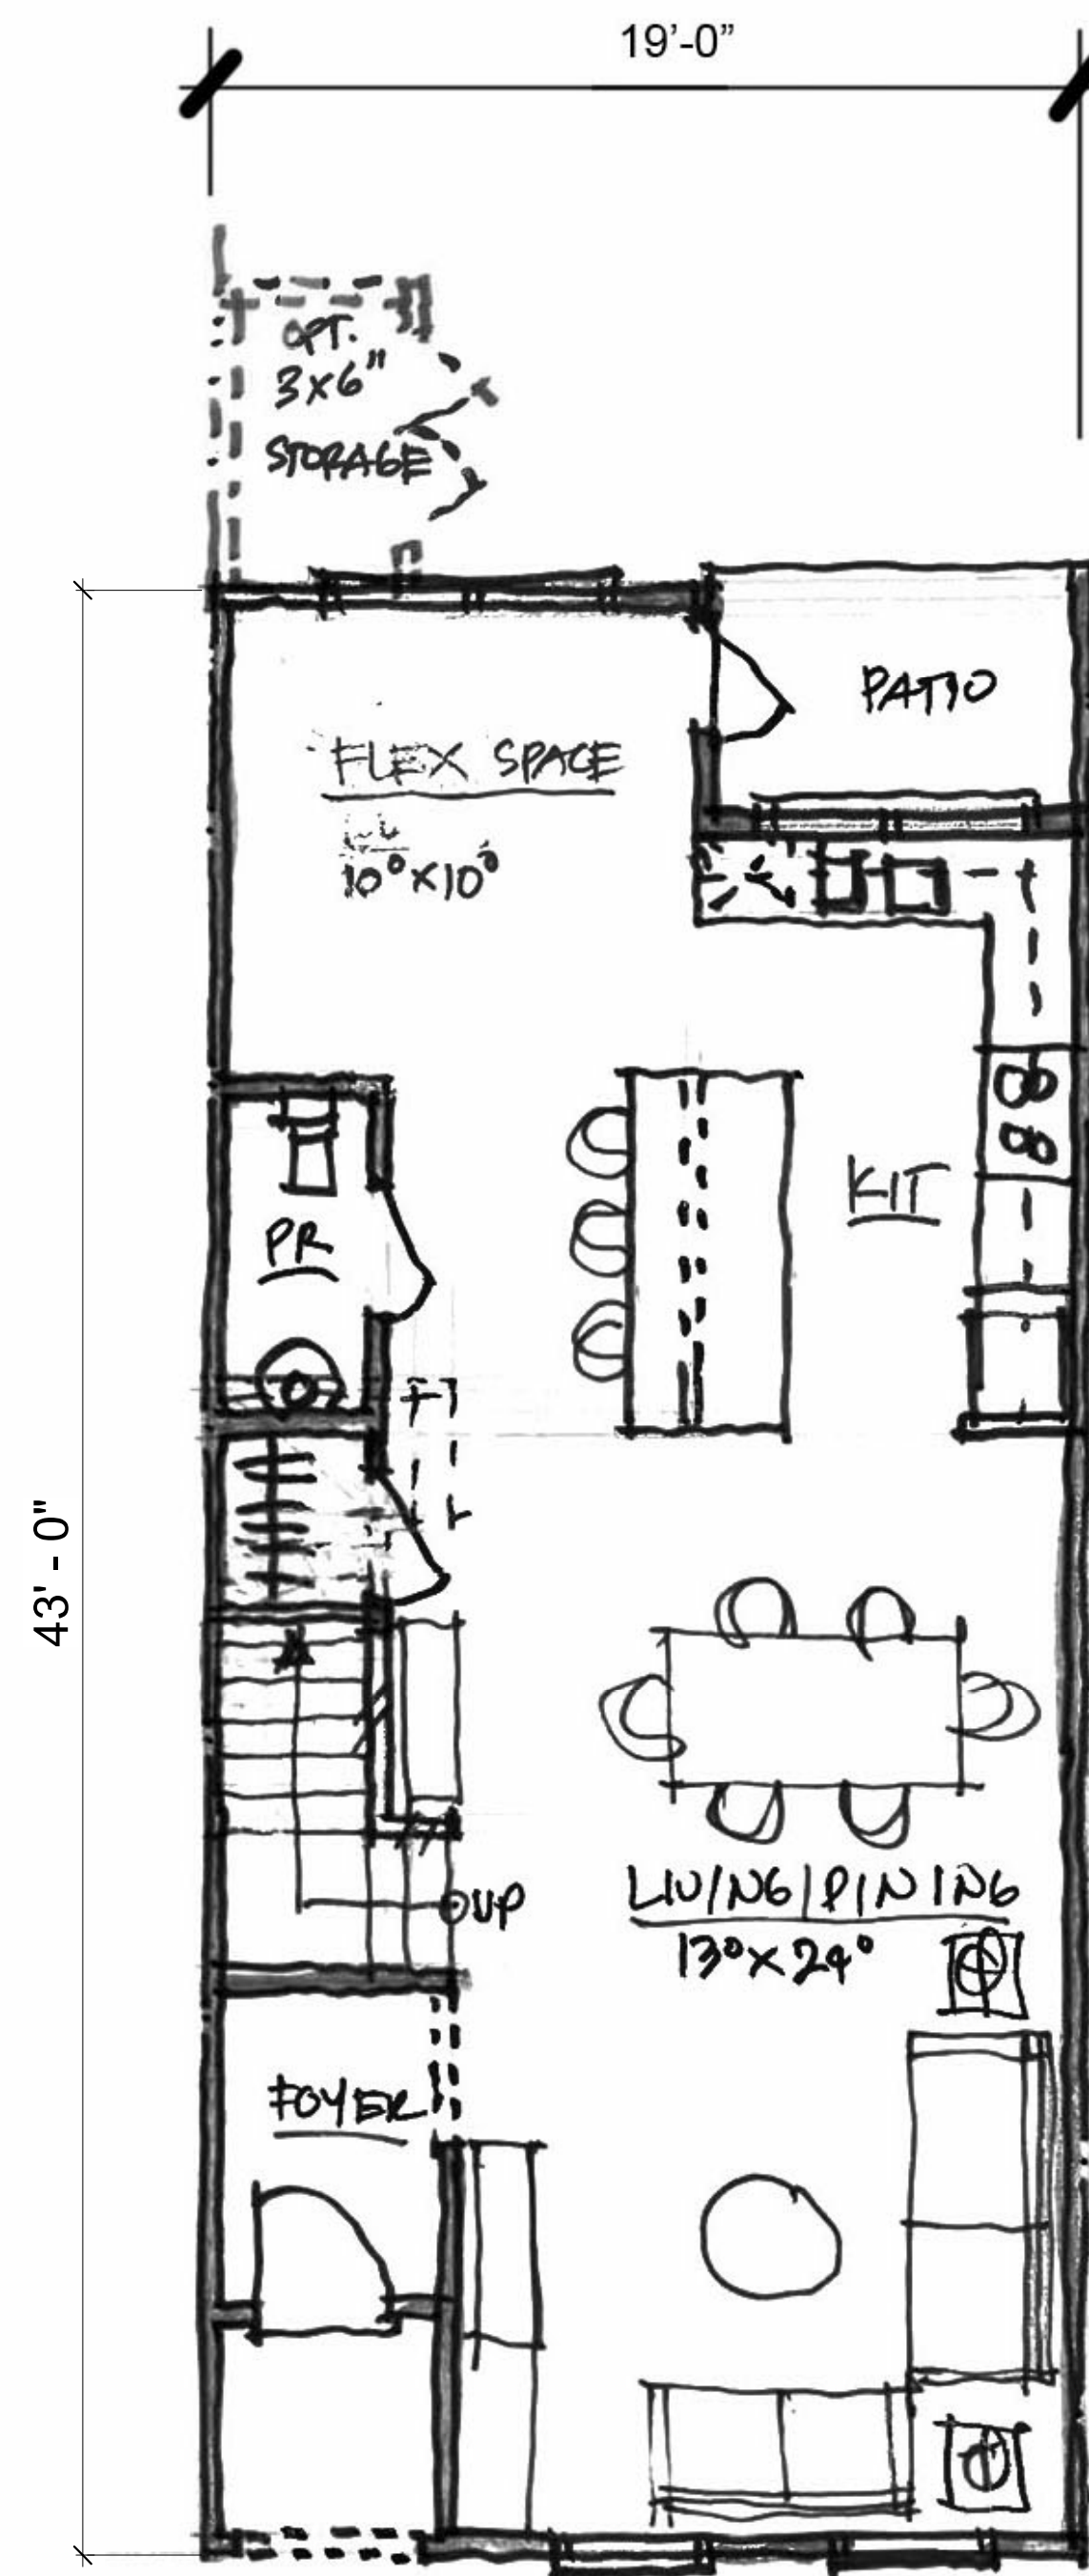 19'-0"
OPT.
3x6"
STORAGE
PATIO
FLEX SPACE
10⁰x10⁰
KIT
PR
43' - 0"
LIVING/DINING
UP
13⁰x24⁰
FOYER